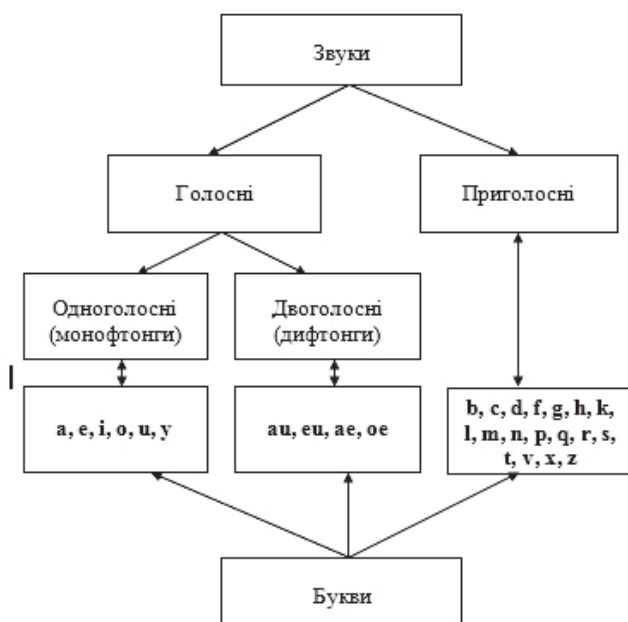 Звуки
Голосні
Приголосні
Одноголосні
(монофтонги)
Двоголосні
(дифтонги)
a, e, i, o, u, y
au, eu, ae, oe
b, c, d, f, g, h, k,
l, m, n, p, q, r, s,
t, v, x, z
Букви